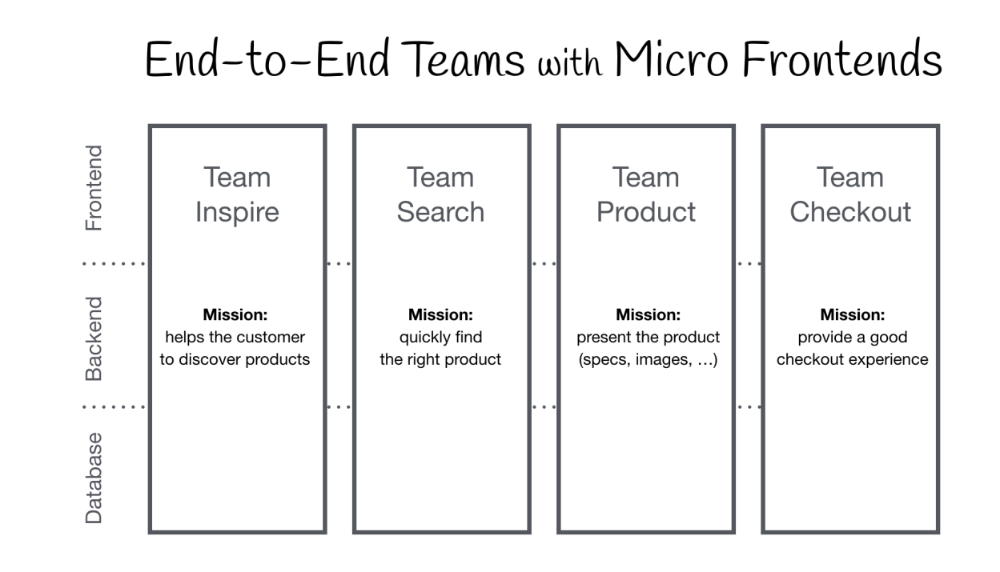 End-to-End Teams with Micro Frontends
Frontend
Team
Inspire
Team
Search
Team
Product
Team
Checkout
Backend
Mission:
helps the customer
to discover products
Mission:
quickly find
the right product
Mission:
present the product
(specs, images, …)
Mission:
provide a good
checkout experience
Database